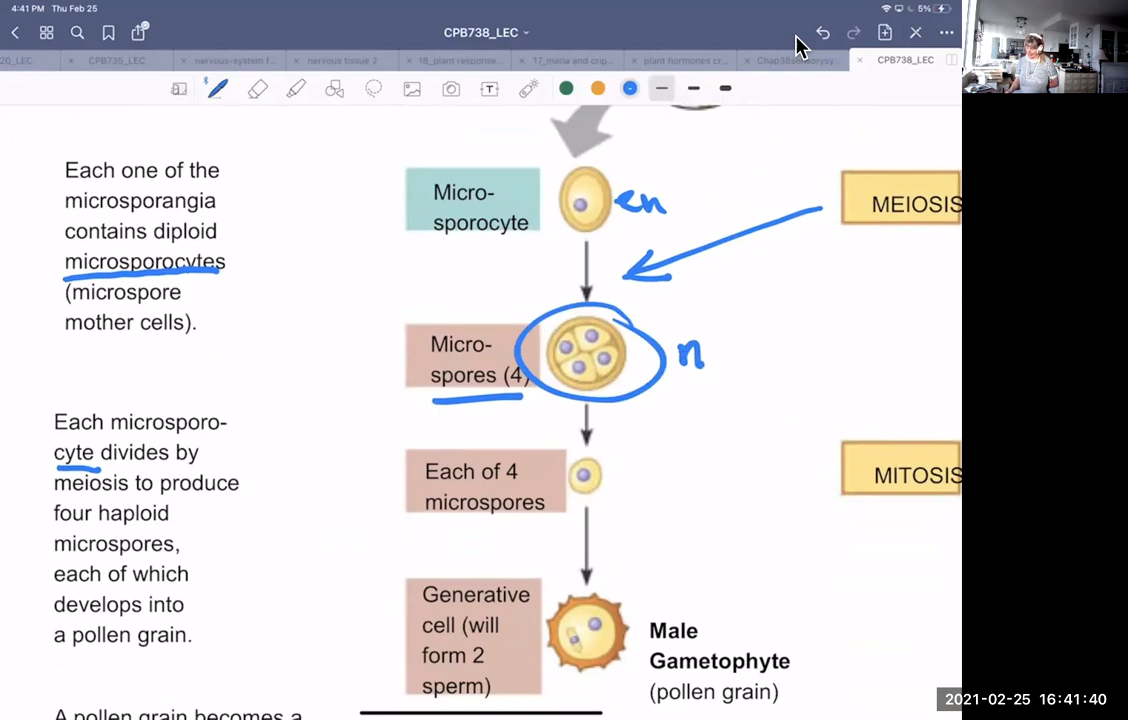 4:41 PM Thu Feb 25
5%
CPB738_LEC
20_LEC
CPB735_LEC
nervous-system f...
nervous tissue 2
18_plant response...
17_mafia and crip...
plant hormones cr...
CPB738_LEC
Each one of the
microsporangia
contains diploid
microsporocytes
(microspore
mother cells).
Micro-
sporocyte
MEIOSIS
Micro-
spores (4)
n
Each microsporo-
cyte divides by
meiosis to produce
four haploid
microspores,
each of which
develops into
a pollen grain.
Each of 4
microspores
MITOSIS
Generative
cell (will
form 2
sperm)
Male
Gametophyte
(pollen grain)
A pollen grain becomes a
2021-02-25 16:41:40